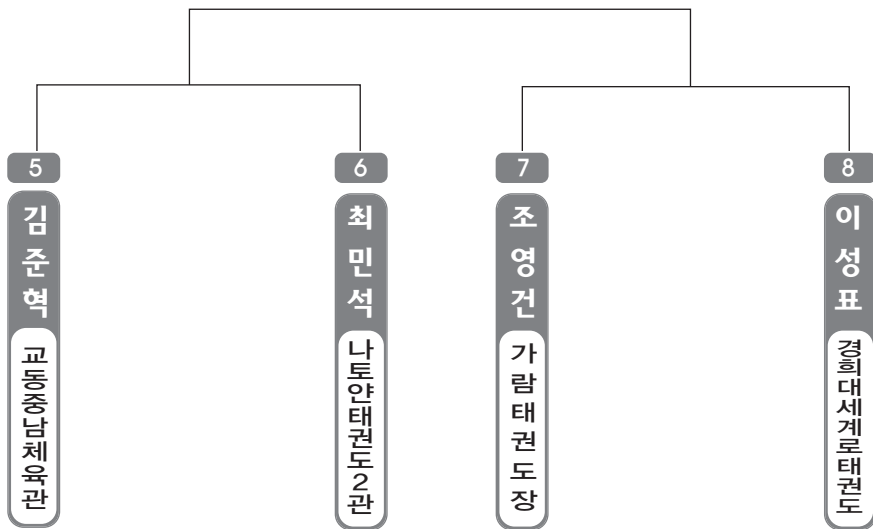 5
김준혁
교동중남체육관
6
최민석
나토얀태권도2관
7
조영건
가람태권도장
8
이성표
경희대세계로태권도